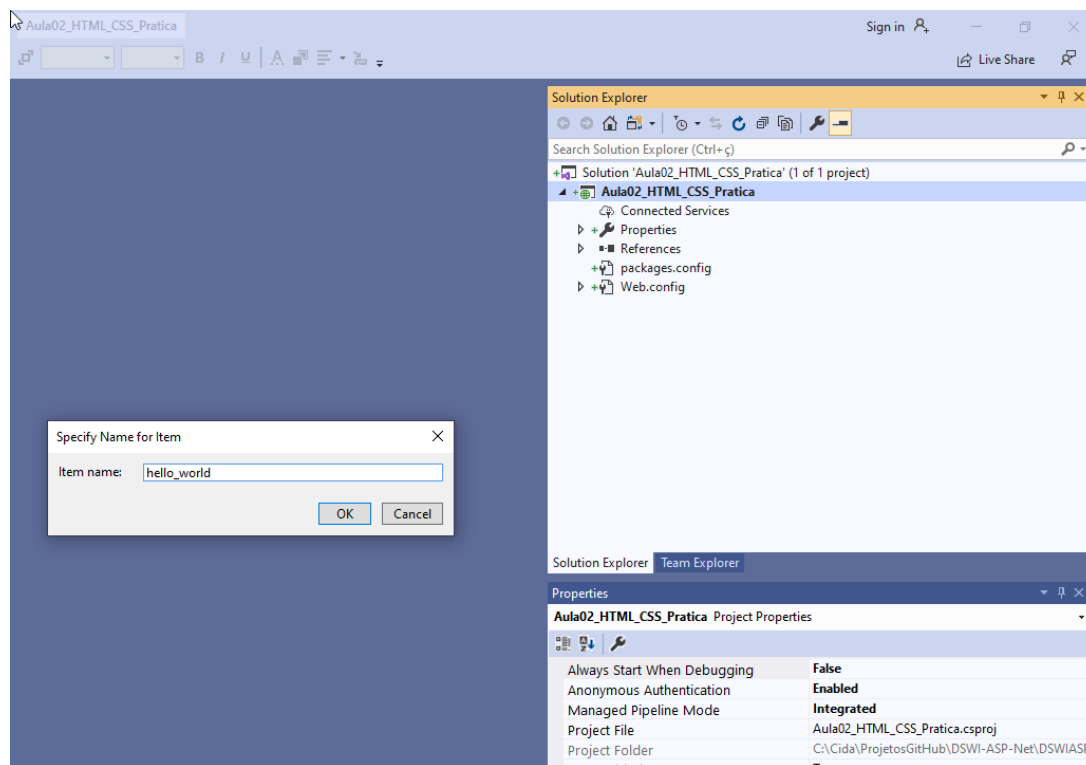 Aula02_HTML_CSS_Pratica
Sign in
B I U A
Live Share
Solution Explorer
Search Solution Explorer (Ctrl+ç)
Solution 'Aula02_HTML_CSS_Pratica' (1 of 1 project)
Aula02_HTML_CSS_Pratica
Connected Services
Properties
References
packages.config
Web.config
Specify Name for Item
Item name: hello_world
OK Cancel
Solution Explorer Team Explorer
Properties
Aula02_HTML_CSS_Pratica Project Properties
Always Start When Debugging False
Anonymous Authentication Enabled
Managed Pipeline Mode Integrated
Project File Aula02_HTML_CSS_Pratica.csproj
Project Folder C:\Cida\ProjetosGitHub\DSWI-ASP-Net\DSWIASP